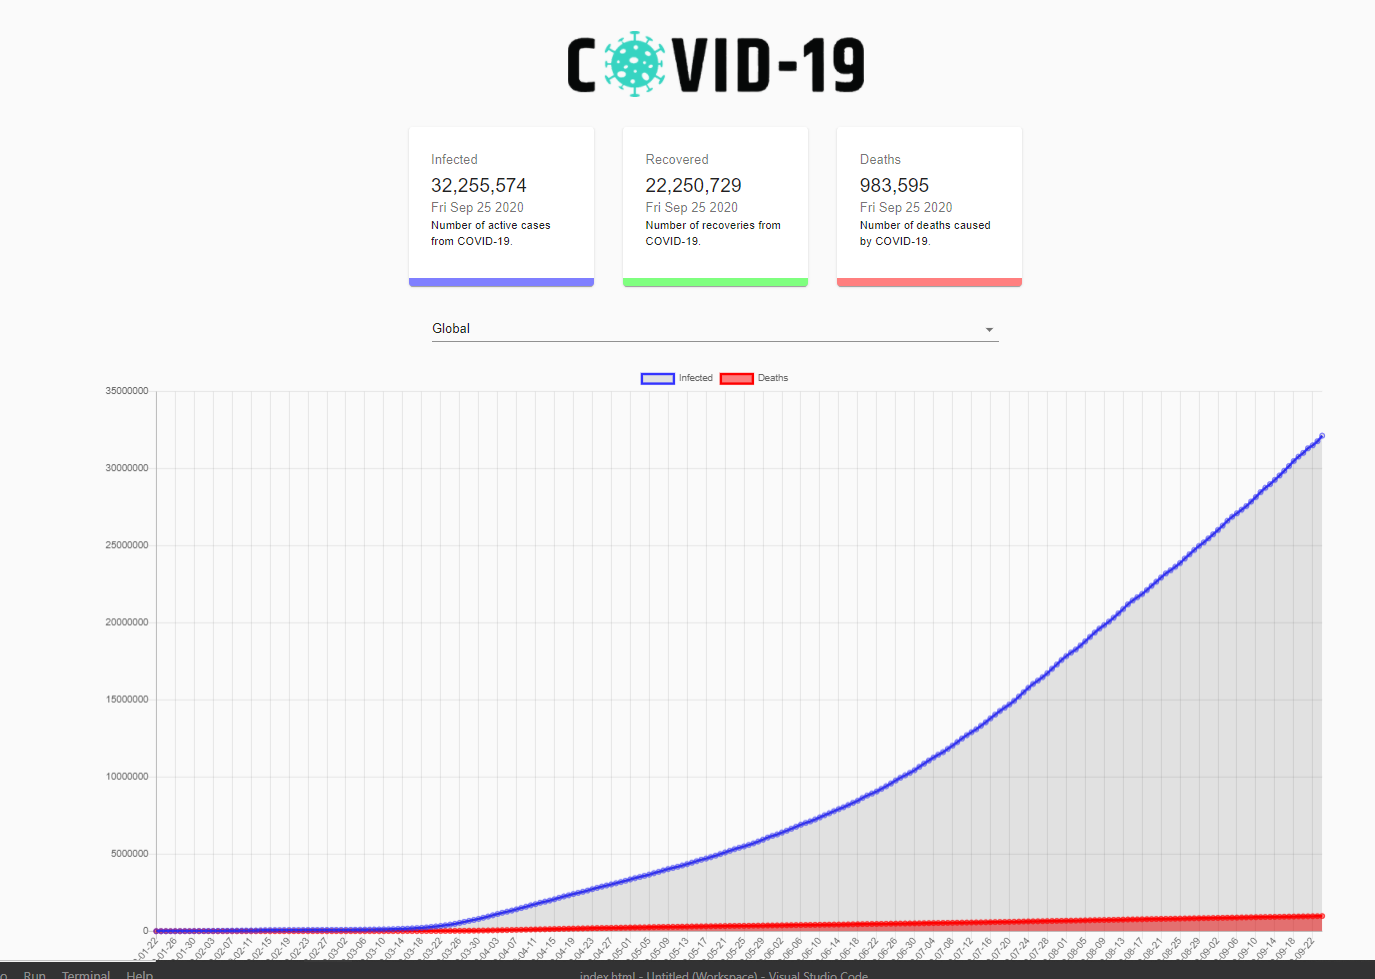 COVID-19
Infected
32,255,574
Fri Sep 25 2020
Number of active cases
from COVID-19.
Recovered
22,250,729
Fri Sep 25 2020
Number of recoveries from
COVID-19.
Deaths
983,595
Fri Sep 25 2020
Number of deaths caused
by COVID-19.
Global
Infected Deaths
35000000
30000000
25000000
20000000
15000000
10000000
5000000
0
-01-22 -01-26 -01-30 -02-03 -02-07 -02-11 -02-15 -02-19 -02-23 -02-27 -03-02 -03-06 -03-10 -03-14 -03-18 -03-22 -03-26 -03-30 -04-03 -04-07 -04-11 -04-15 -04-19 -04-23 -04-27 -05-01 -05-05 -05-09 -05-13 -05-17 -05-21 -05-25 -05-29 -06-02 -06-06 -06-10 -06-14 -06-18 -06-22 -06-26 -06-30 -07-04 -07-08 -07-12 -07-16 -07-20 -07-24 -07-28 -08-01 -08-05 -08-09 -08-13 -08-17 -08-21 -08-25 -08-29 -09-02 -09-06 -09-10 -09-14 -09-18 -09-22
o Run Terminal Help index.html - Untitled (Workspace) - Visual Studio Code